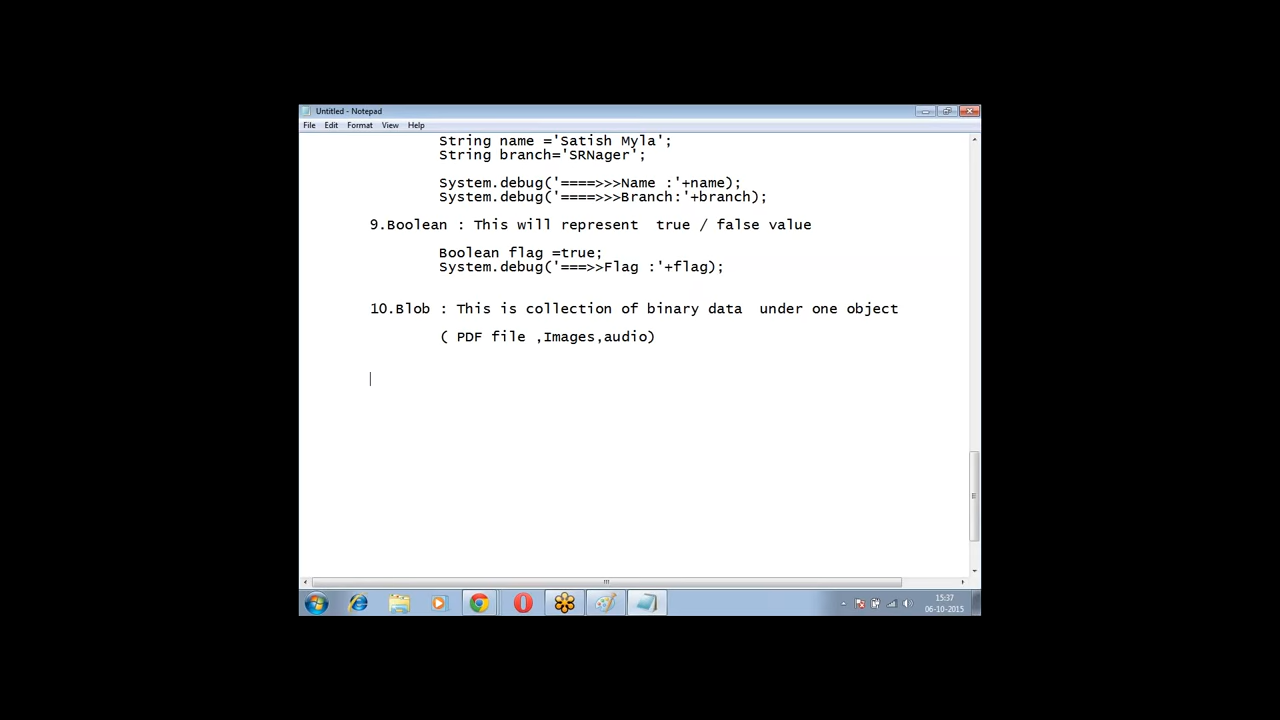 Untitled - Notepad
File Edit Format View Help
String name ='Satish Myla';
String branch='SRNager';
System.debug('====>>>Name :'+name);
System.debug('====>>>Branch:'+branch);
9.Boolean : This will represent  true / false value
Boolean flag =true;
System.debug('===>>Flag :'+flag);
10.Blob : This is collection of binary data  under one object
( PDF file ,Images,audio)
15:37
06-10-2015